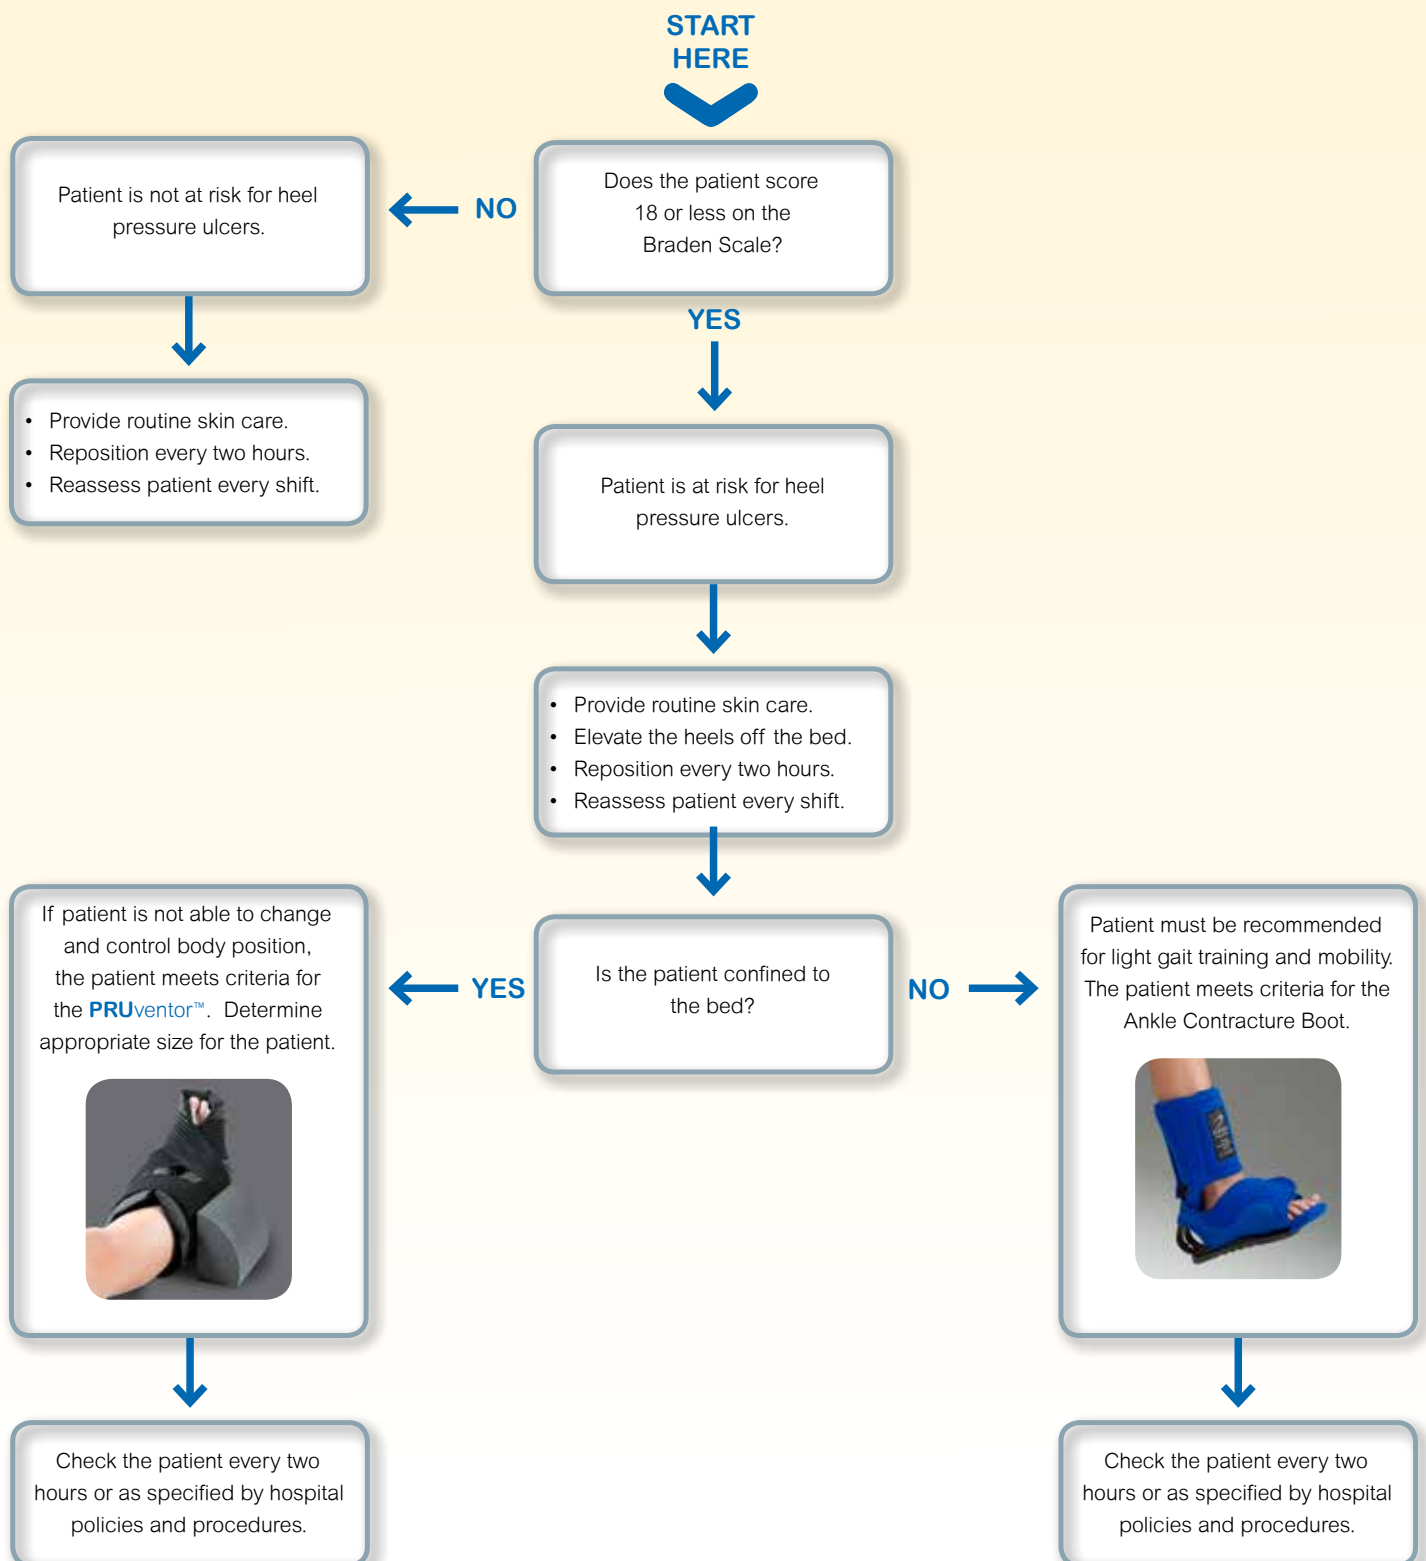 START
HERE
Does the patient score
18 or less on the
Braden Scale?
NO
Patient is not at risk for heel
pressure ulcers.
• Provide routine skin care.
• Reposition every two hours.
• Reassess patient every shift.
YES
Patient is at risk for heel
pressure ulcers.
• Provide routine skin care.
• Elevate the heels off the bed.
• Reposition every two hours.
• Reassess patient every shift.
Is the patient confined to
the bed?
YES
If patient is not able to change
and control body position,
the patient meets criteria for
the PRUventor™. Determine
appropriate size for the patient.
Check the patient every two
hours or as specified by hospital
policies and procedures.
NO
Patient must be recommended
for light gait training and mobility.
The patient meets criteria for the
Ankle Contracture Boot.
Check the patient every two
hours or as specified by hospital
policies and procedures.